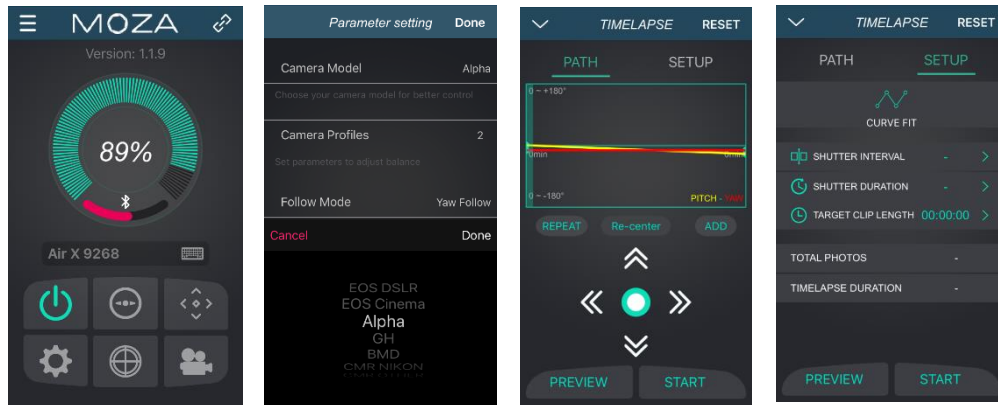 MOZA
Version: 1.1.9
89%
Air X 9268
Parameter setting Done
Camera Model Alpha
Choose your camera model for better control
Camera Profiles 2
Set parameters to adjust balance
Follow Mode Yaw Follow
Cancel Done
EOS DSLR
EOS Cinema
Alpha
GH
BMD
CMR NIKON
TIMELAPSE RESET
PATH SETUP
0 ~ +180°
0min 0min
0 ~ -180° PITCH - YAW
REPEAT Re-center ADD
PREVIEW START
TIMELAPSE RESET
PATH SETUP
CURVE FIT
SHUTTER INTERVAL -
SHUTTER DURATION -
TARGET CLIP LENGTH 00:00:00
TOTAL PHOTOS -
TIMELAPSE DURATION -
PREVIEW START